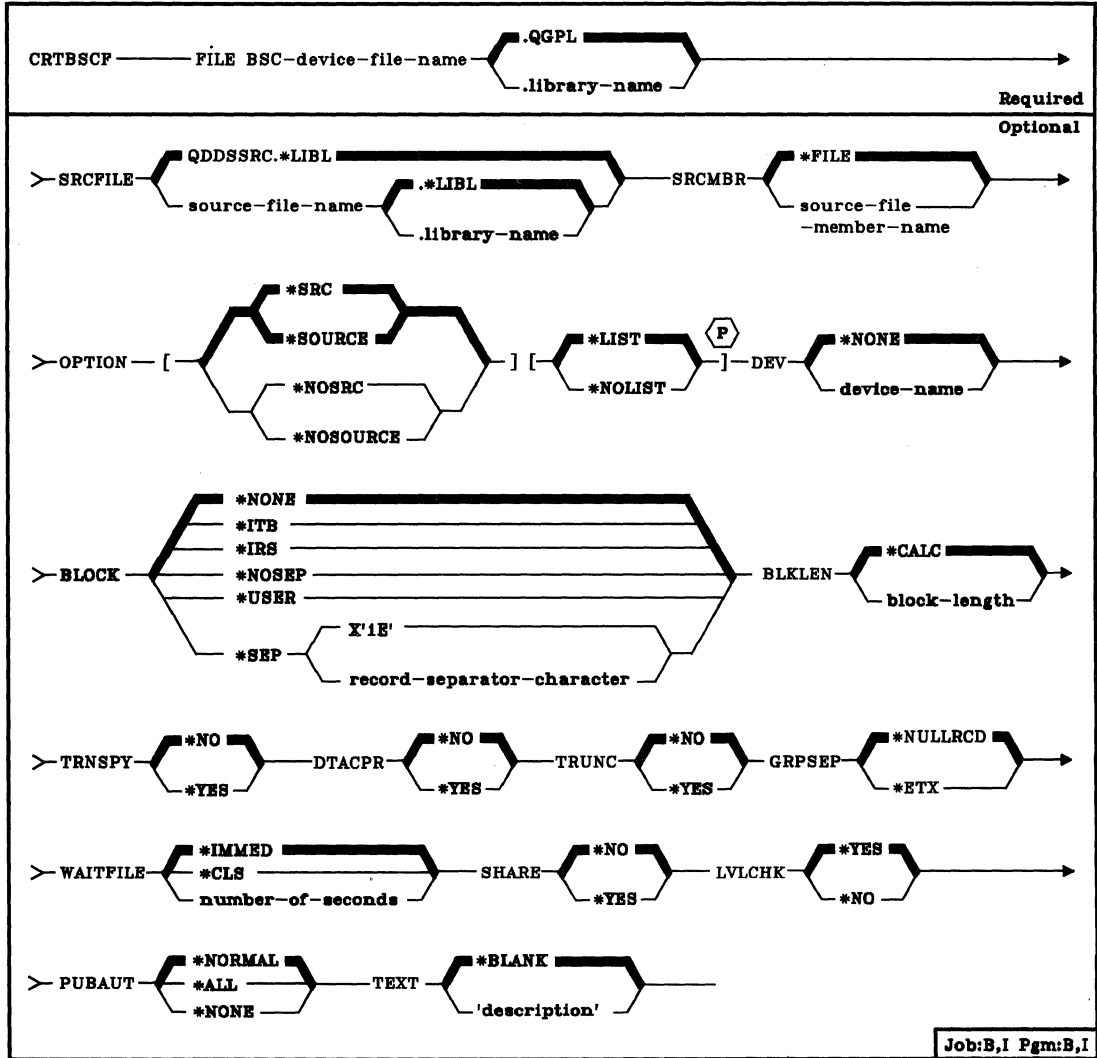 .QGPL
CRTBSCF FILE BSC-device-file-name
.library-name
Required
Optional
QDDSSRC.*LIBL
*FILE
SRCFILE
.*LIBL
SRCMBR
source-file-name
source-file
-member-name
.library-name
*SRC
*SOURCE
*LIST
P
*NONE
OPTION [ ] [ ] DEV
*NOLIST
device-name
*NOSRC
*NOSOURCE
*NONE
*ITB
*IRS
*CALC
BLOCK
*NOSEP
BLKLEN
*USER
block-length
X'1E'
*SEP
record-separator-character
*NO
*NO
*NO
*NULLRCD
TRNSPY DTACPR TRUNC GRPSEP
*YES
*YES
*YES
*ETX
*IMMED
*NO
*YES
WAITFILE
*CLS
SHARE LVLCHK
number-of-seconds
*YES
*NO
*NORMAL
*BLANK
PUBAUT
*ALL
TEXT
*NONE
'description'
Job:B,I Pgm:B,I